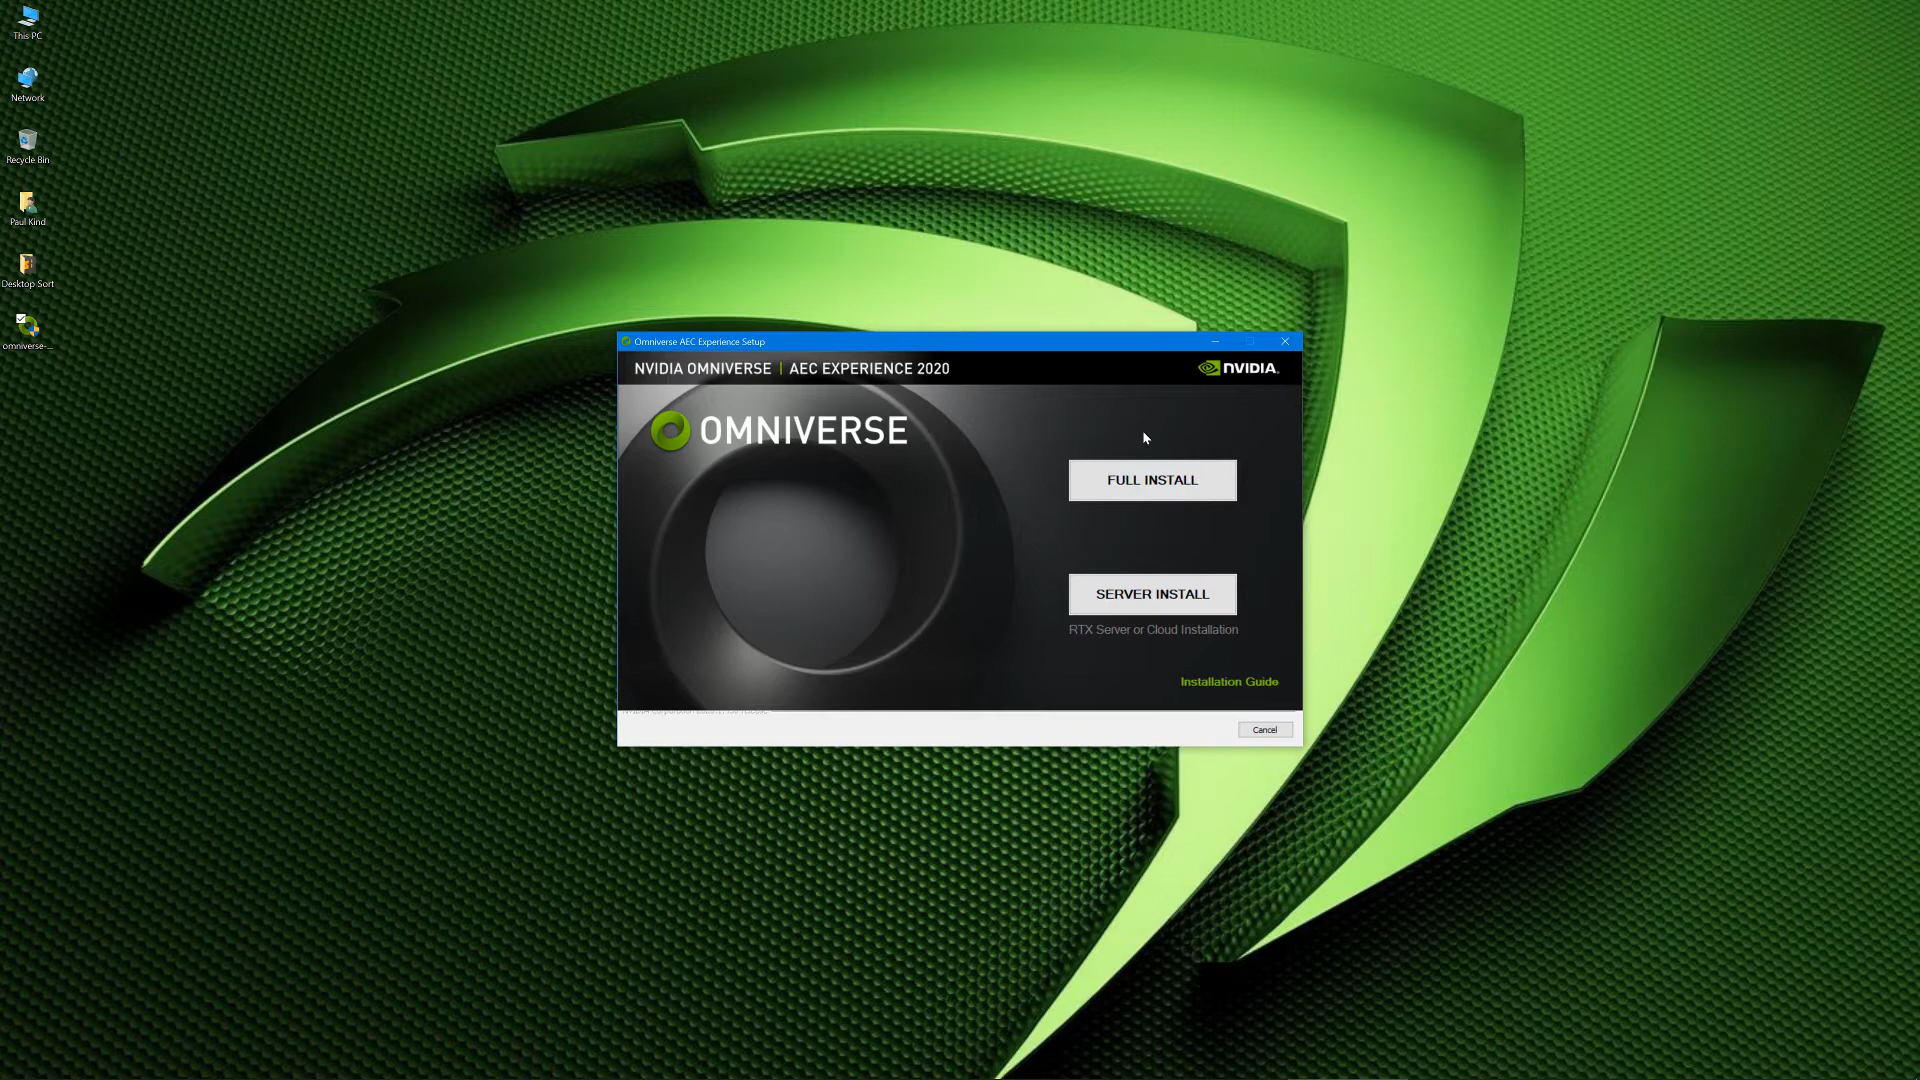 This PC
Network
Recycle Bin
Paul Kind
Desktop Sort
omniverse-...
Omniverse AEC Experience Setup
NVIDIA OMNIVERSE | AEC EXPERIENCE 2020
NVIDIA.
OMNIVERSE
FULL INSTALL
SERVER INSTALL
RTX Server or Cloud Installation
Installation Guide
Cancel